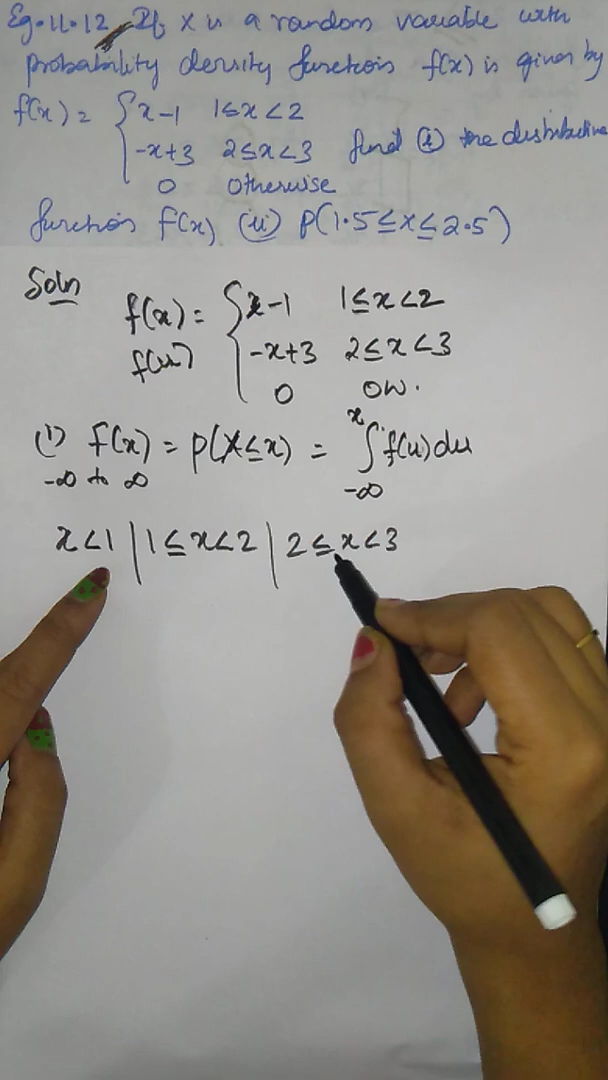 Eg.11.12 If X is a random variable with
probability density function f(x) is given by
f(x) = { x-1 1≤x<2
-x+3 2≤x<3 find (i) the distributive
0 otherwise
function F(x) (ii) P(1.5≤x≤2.5)
Soln
f(x) = { x-1 1≤x<2
f(u) -x+3 2≤x<3
0 ow.
(i) F(x) = P(X≤x) = ∫ f(u)du
x
-∞ to ∞ -∞
x<1 | 1≤x<2 | 2≤x<3